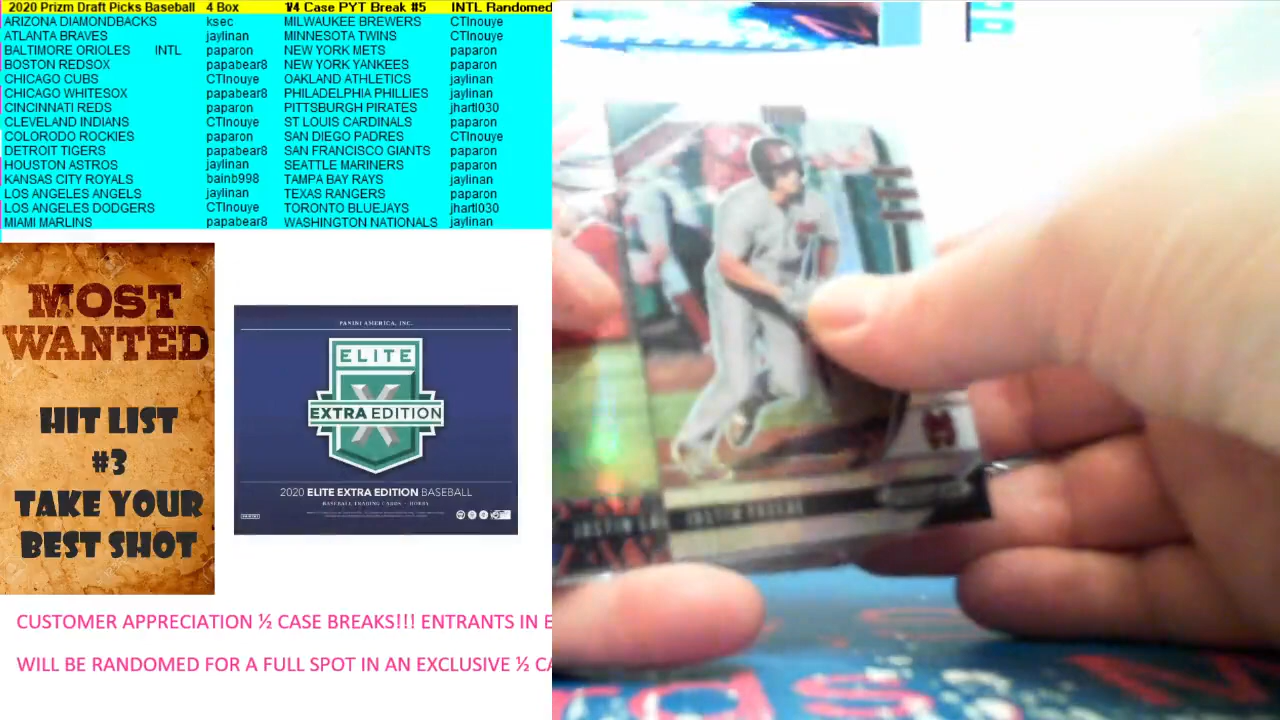 2020 Prizm Draft Picks Baseball 4 Box 1/4 Case PYT Break #5 INTL Randomed
ARIZONA DIAMONDBACKS ksec MILWAUKEE BREWERS CTInouye
ATLANTA BRAVES jaylinan MINNESOTA TWINS CTInouye
BALTIMORE ORIOLES INTL paparon NEW YORK METS paparon
BOSTON REDSOX papabear8 NEW YORK YANKEES paparon
CHICAGO CUBS CTInouye OAKLAND ATHLETICS jaylinan
CHICAGO WHITESOX papabear8 PHILADELPHIA PHILLIES jaylinan
CINCINNATI REDS paparon PITTSBURGH PIRATES jhartl030
CLEVELAND INDIANS CTInouye ST LOUIS CARDINALS paparon
COLORODO ROCKIES paparon SAN DIEGO PADRES CTInouye
DETROIT TIGERS papabear8 SAN FRANCISCO GIANTS paparon
HOUSTON ASTROS jaylinan SEATTLE MARINERS paparon
KANSAS CITY ROYALS bainb998 TAMPA BAY RAYS jaylinan
LOS ANGELES ANGELS jaylinan TEXAS RANGERS paparon
LOS ANGELES DODGERS CTInouye TORONTO BLUEJAYS jhartl030
MIAMI MARLINS papabear8 WASHINGTON NATIONALS jaylinan
MOST
WANTED
HIT LIST
#3
TAKE YOUR
BEST SHOT
PANINI AMERICA, INC.
ELITE
X
EXTRA EDITION
2020 ELITE EXTRA EDITION BASEBALL
BASEBALL TRADING CARDS - HOBBY
PANINI
CUSTOMER APPRECIATION ½ CASE BREAKS!!! ENTRANTS IN E
WILL BE RANDOMED FOR A FULL SPOT IN AN EXCLUSIVE ½ CA
JUSTIN